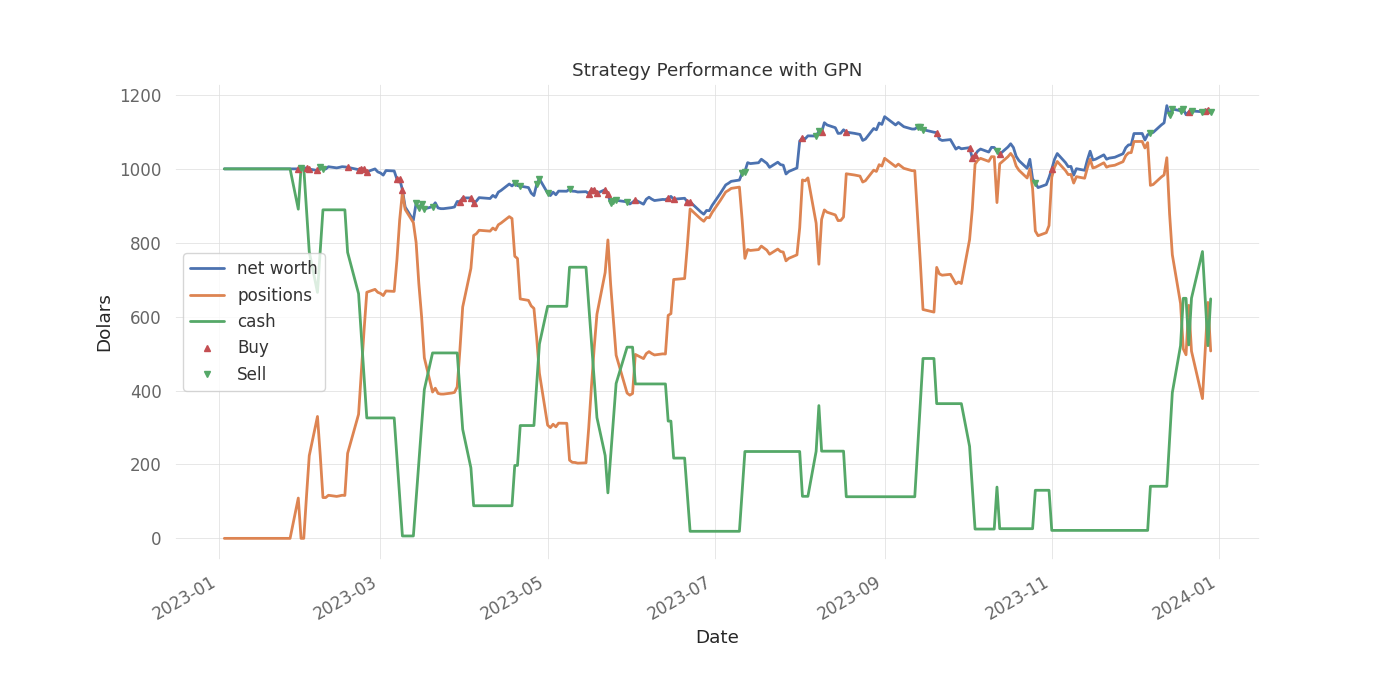 Strategy Performance with GPN
1200
1000
800
600
400
200
0
Dolars
net worth
positions
cash
Buy
Sell
2023-01
2023-03
2023-05
2023-07
2023-09
2023-11
2024-01
Date